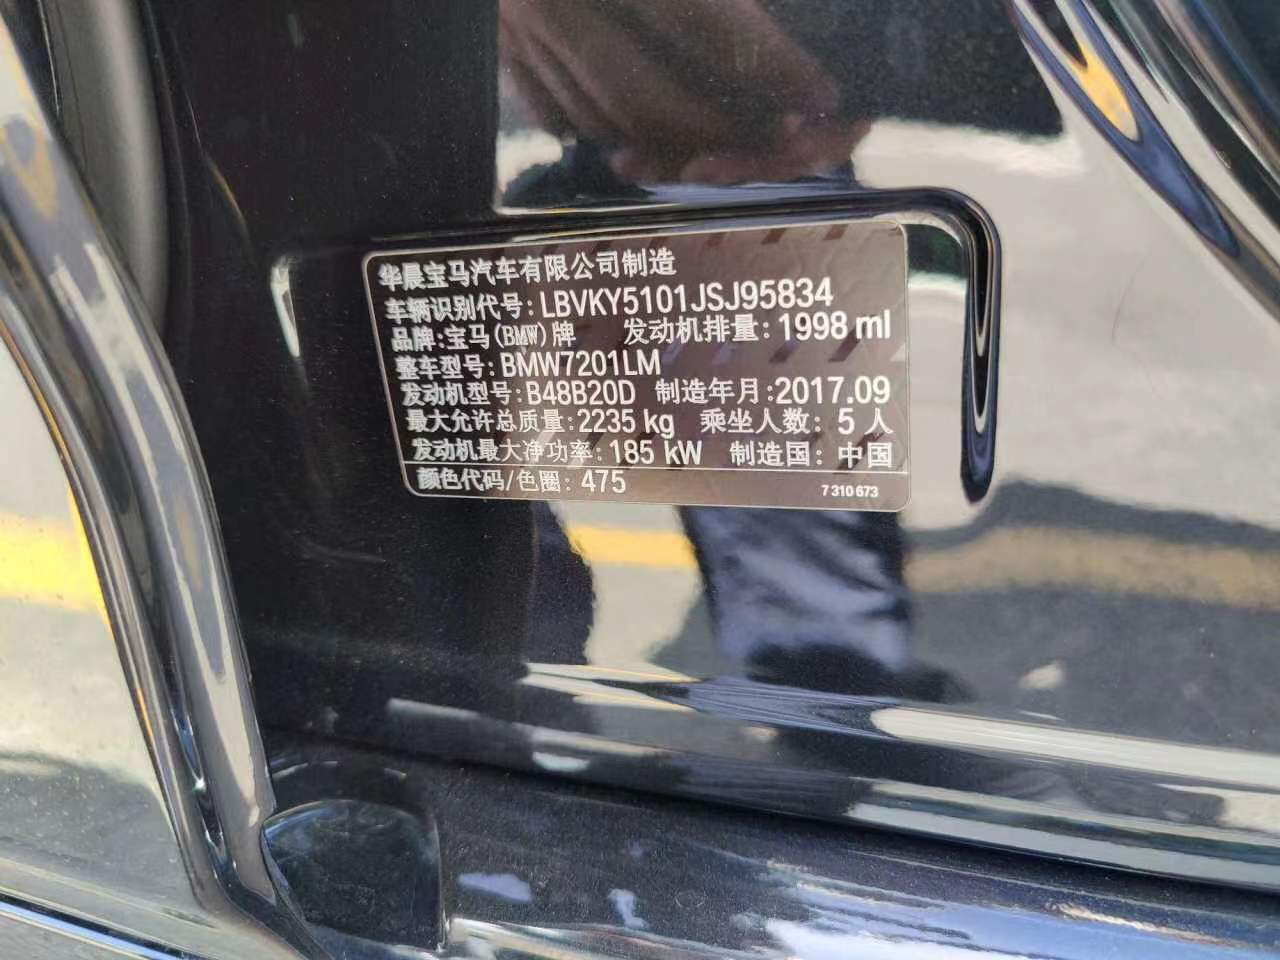 华晨宝马汽车有限公司制造
车辆识别代号: LBVKY5101JSJ95834
品牌:宝马(BMW)牌 发动机排量: 1998 ml
整车型号: BMW7201LM
发动机型号: B48B20D 制造年月:2017.09
最大允许总质量:2235 kg 乘坐人数: 5 人
发动机最大净功率: 185 kW 制造国: 中国
颜色代码/色圈: 475 7 310 673